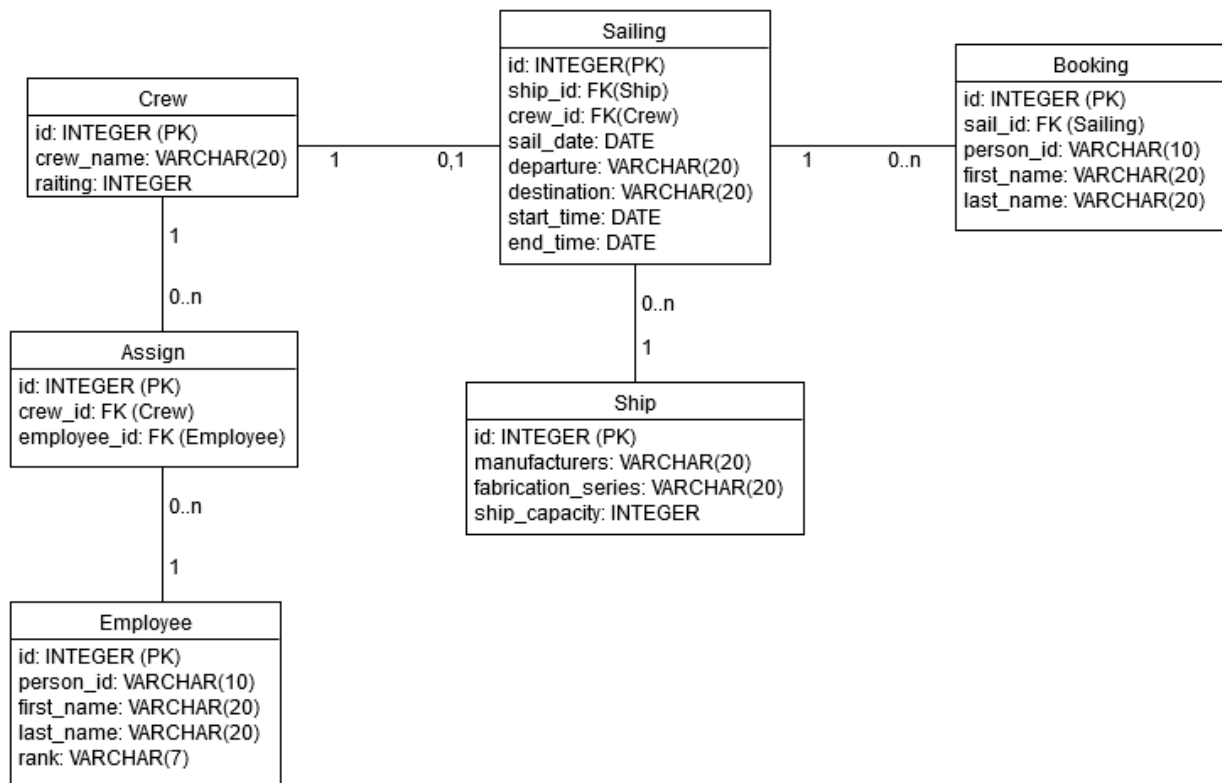 Sailing
id: INTEGER(PK)
ship_id: FK(Ship)
crew_id: FK(Crew)
sail_date: DATE
departure: VARCHAR(20)
destination: VARCHAR(20)
start_time: DATE
end_time: DATE
Booking
id: INTEGER (PK)
sail_id: FK (Sailing)
person_id: VARCHAR(10)
first_name: VARCHAR(20)
last_name: VARCHAR(20)
Crew
id: INTEGER (PK)
crew_name: VARCHAR(20)
raiting: INTEGER
1
0,1
1
0..n
1
0..n
0..n
1
Assign
id: INTEGER (PK)
crew_id: FK (Crew)
employee_id: FK (Employee)
Ship
id: INTEGER (PK)
manufacturers: VARCHAR(20)
fabrication_series: VARCHAR(20)
ship_capacity: INTEGER
0..n
1
Employee
id: INTEGER (PK)
person_id: VARCHAR(10)
first_name: VARCHAR(20)
last_name: VARCHAR(20)
rank: VARCHAR(7)